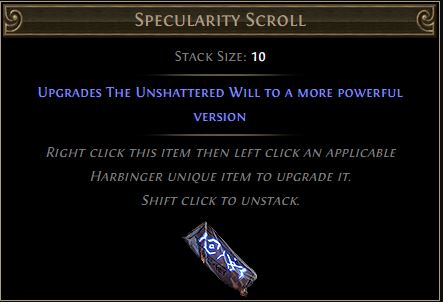 Specularity Scroll
Stack Size: 10
Upgrades The Unshattered Will to a more powerful
version
Right click this item then left click an applicable
Harbinger unique item to upgrade it.
Shift click to unstack.